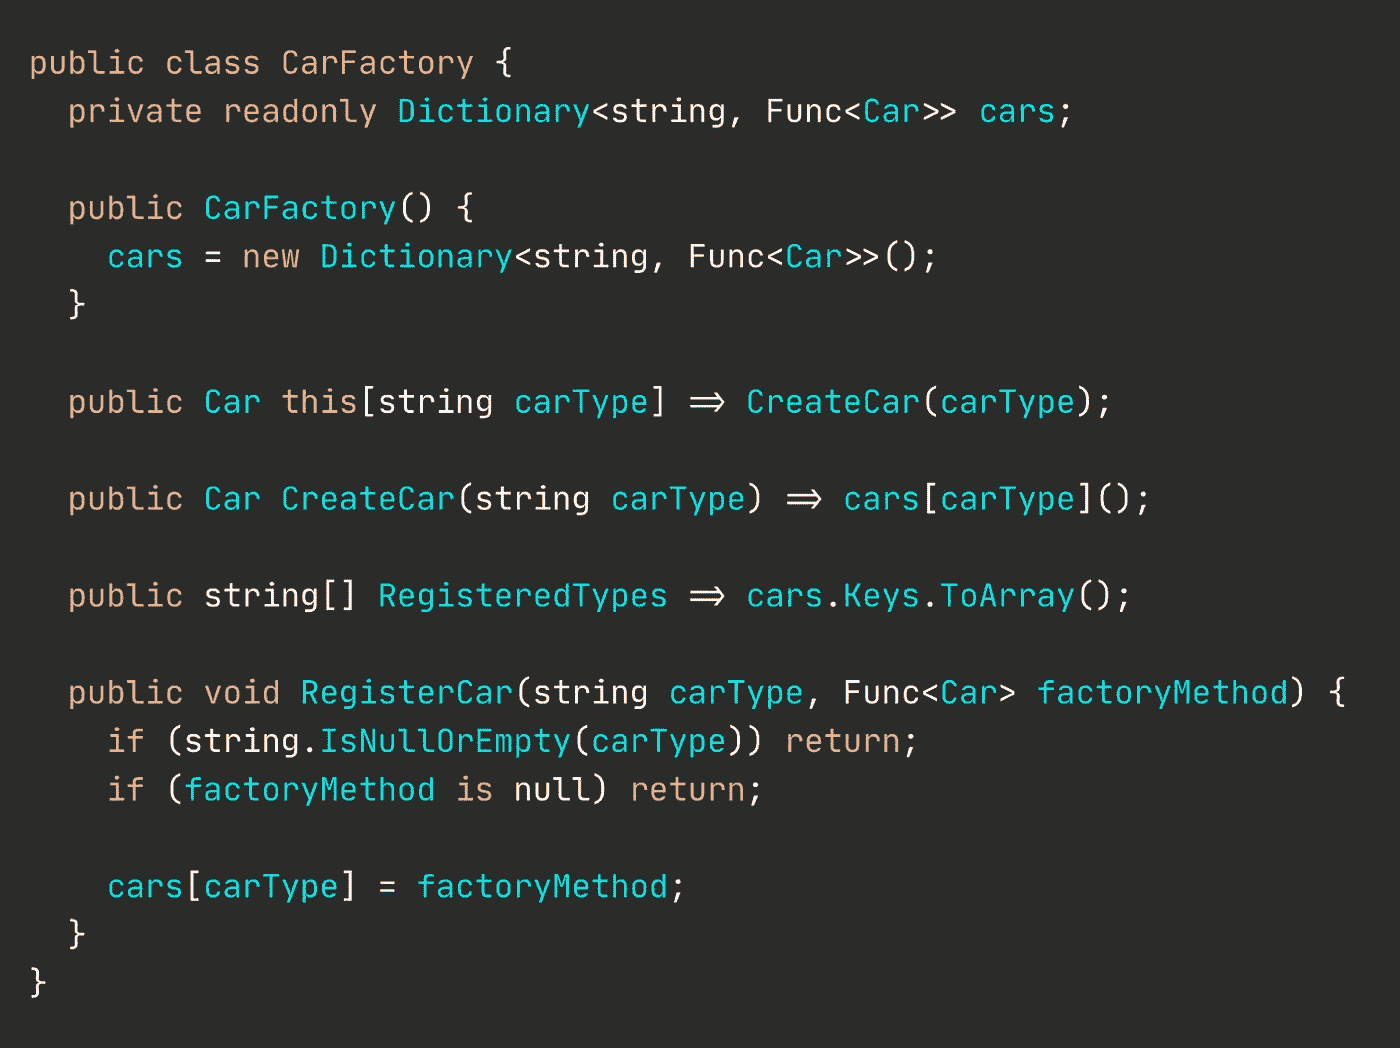 public class CarFactory {
  private readonly Dictionary<string, Func<Car>> cars;

  public CarFactory() {
    cars = new Dictionary<string, Func<Car>>();
  }

  public Car this[string carType] => CreateCar(carType);

  public Car CreateCar(string carType) => cars[carType]();

  public string[] RegisteredTypes => cars.Keys.ToArray();

  public void RegisterCar(string carType, Func<Car> factoryMethod) {
    if (string.IsNullOrEmpty(carType)) return;
    if (factoryMethod is null) return;

    cars[carType] = factoryMethod;
  }
}